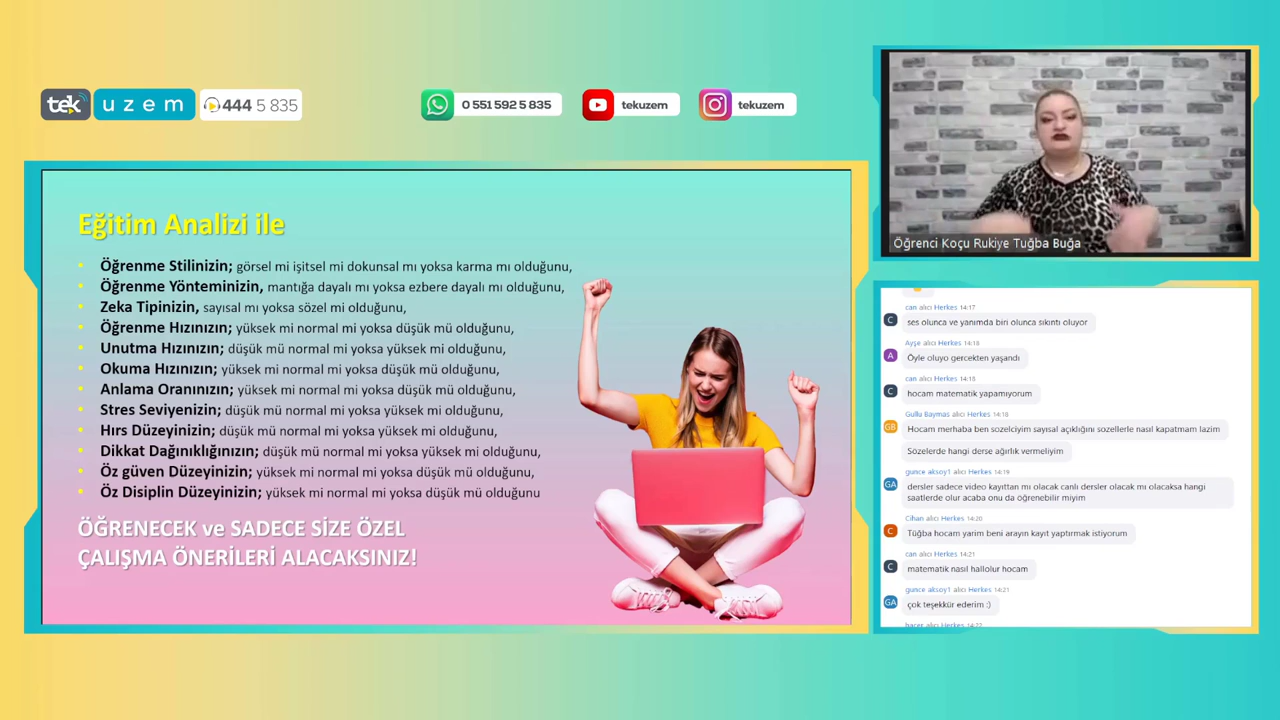 tek uzem 444 5 835
0 551 592 5 835
tekuzem
tekuzem
Eğitim Analizi ile
• Öğrenme Stilinizin; görsel mi işitsel mi dokunsal mı yoksa karma mı olduğunu,
• Öğrenme Yönteminizin, mantığa dayalı mı yoksa ezbere dayalı mı olduğunu,
• Zeka Tipinizin, sayısal mı yoksa sözel mi olduğunu,
• Öğrenme Hızınızın; yüksek mi normal mi yoksa düşük mü olduğunu,
• Unutma Hızınızın; düşük mü normal mi yoksa yüksek mi olduğunu,
• Okuma Hızınızın; yüksek mi normal mi yoksa düşük mü olduğunu,
• Anlama Oranınızın; yüksek mi normal mi yoksa düşük mü olduğunu,
• Stres Seviyenizin; düşük mü normal mi yoksa yüksek mi olduğunu,
• Hırs Düzeyinizin; düşük mü normal mi yoksa yüksek mi olduğunu,
• Dikkat Dağınıklığınızın; düşük mü normal mi yoksa yüksek mi olduğunu,
• Öz güven Düzeyinizin; yüksek mi normal mi yoksa düşük mü olduğunu,
• Öz Disiplin Düzeyinizin; yüksek mi normal mi yoksa düşük mü olduğunu
ÖĞRENECEK ve SADECE SİZE ÖZEL
ÇALIŞMA ÖNERİLERİ ALACAKSINIZ!
Öğrenci Koçu Rukiye Tuğba Buğa
can alıcı Herkes 14:17
C ses olunca ve yanımda biri olunca sıkıntı oluyor
Ayşe alıcı Herkes 14:18
A Öyle oluyo gercekten yaşandı
can alıcı Herkes 14:18
C hocam matematik yapamıyorum
Gullu Baymas alıcı Herkes 14:18
GB Hocam merhaba ben sozelciyim sayısal açıklığını sozellerle nasıl kapatmam lazim
Sözelerde hangi derse ağırlık vermeliyim
gunce aksoy1 alıcı Herkes 14:19
GA dersler sadece video kayıttan mı olacak canlı dersler olacak mı olacaksa hangi
saatlerde olur acaba onu da öğrenebilir miyim
Cihan alıcı Herkes 14:20
C Tüğba hocam yarim beni arayın kayıt yaptırmak istiyorum
can alıcı Herkes 14:21
C matematik nasıl hallolur hocam
gunce aksoy1 alıcı Herkes 14:21
GA çok teşekkür ederim :)
hacer alıcı Herkes 14:22